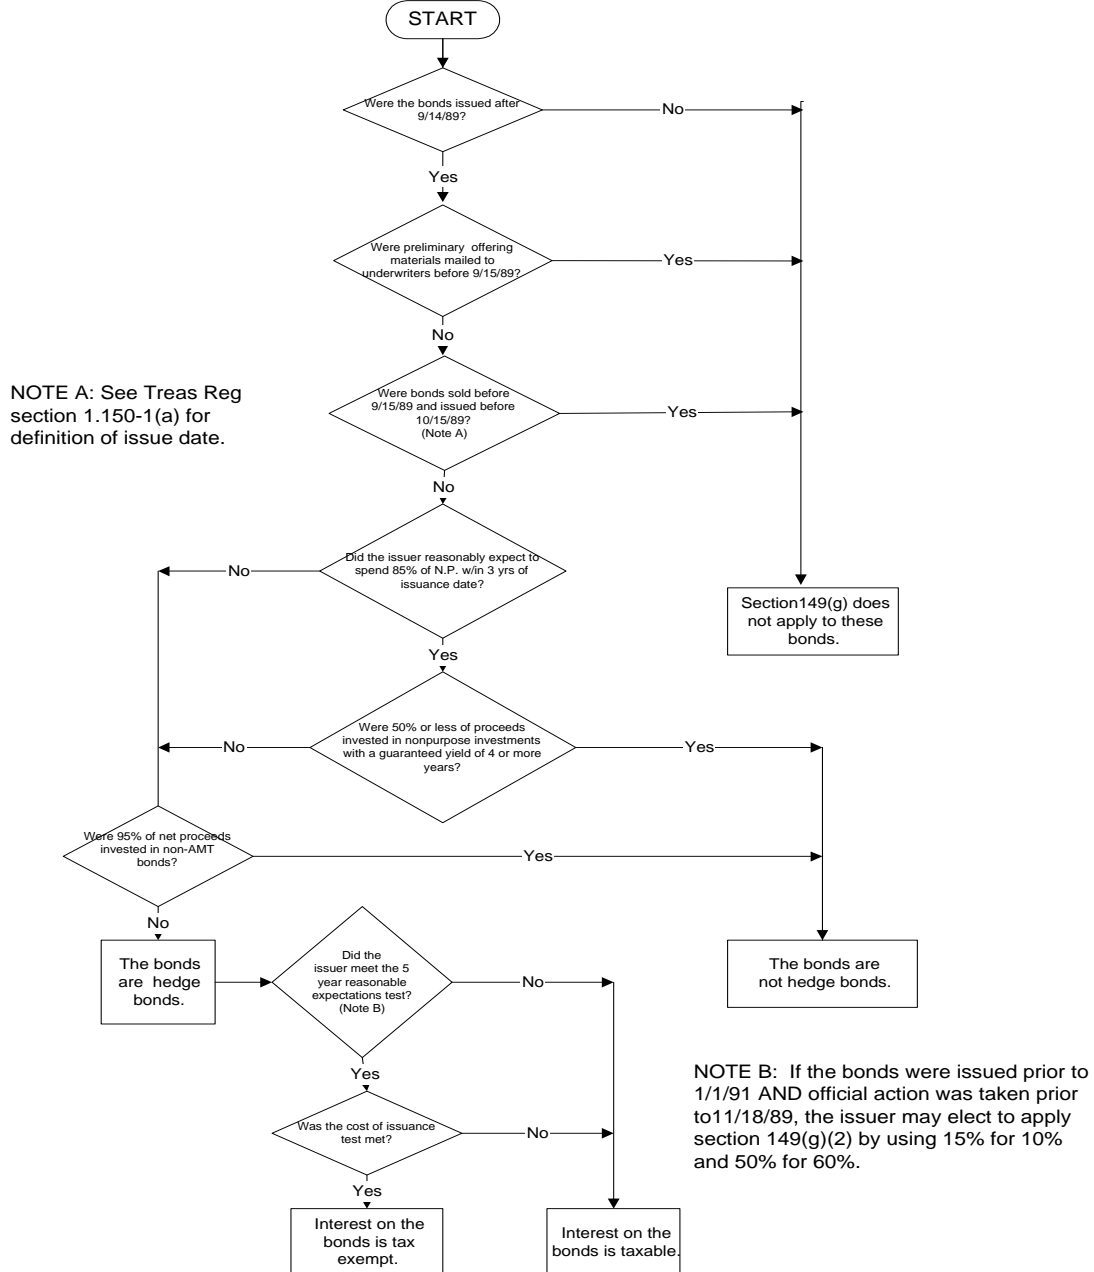 START
Were the bonds issued after
9/14/89?
No
Yes
Were preliminary offering
materials mailed to
underwriters before 9/15/89?
Yes
No
NOTE A: See Treas Reg
section 1.150-1(a) for
definition of issue date.
Were bonds sold before
9/15/89 and issued before
10/15/89?
(Note A)
Yes
No
Did the issuer reasonably expect to
spend 85% of N.P. w/in 3 yrs of
issuance date?
No
Section149(g) does
not apply to these
bonds.
Yes
Were 50% or less of proceeds
invested in nonpurpose investments
with a guaranteed yield of 4 or more
years?
No
Yes
Were 95% of net proceeds
invested in non-AMT
bonds?
Yes
No
The bonds
are hedge
bonds.
Did the
issuer meet the 5
year reasonable
expectations test?
(Note B)
No
The bonds are
not hedge bonds.
Yes
NOTE B: If the bonds were issued prior to
1/1/91 AND official action was taken prior
to11/18/89, the issuer may elect to apply
section 149(g)(2) by using 15% for 10%
and 50% for 60%.
Was the cost of issuance
test met?
No
Yes
Interest on the
bonds is tax
exempt.
Interest on the
bonds is taxable.